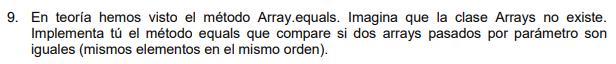 9. En teoría hemos visto el método Array.equals. Imagina que la clase Arrays no existe.
Implementa tú el método equals que compare si dos arrays pasados por parámetro son
iguales (mismos elementos en el mismo orden).